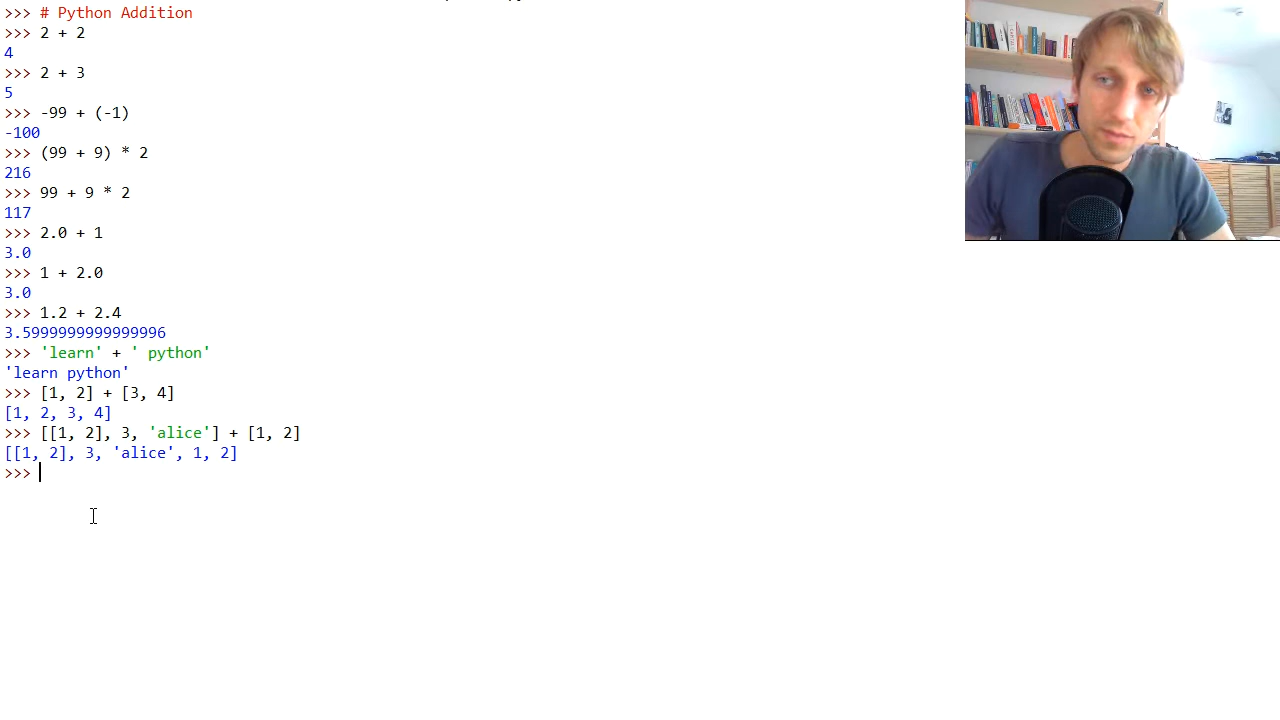 >>> # Python Addition
>>> 2 + 2
4
>>> 2 + 3
5
>>> -99 + (-1)
-100
>>> (99 + 9) * 2
216
>>> 99 + 9 * 2
117
>>> 2.0 + 1
3.0
>>> 1 + 2.0
3.0
>>> 1.2 + 2.4
3.5999999999999996
>>> 'learn' + ' python'
'learn python'
>>> [1, 2] + [3, 4]
[1, 2, 3, 4]
>>> [[1, 2], 3, 'alice'] + [1, 2]
[[1, 2], 3, 'alice', 1, 2]
>>>